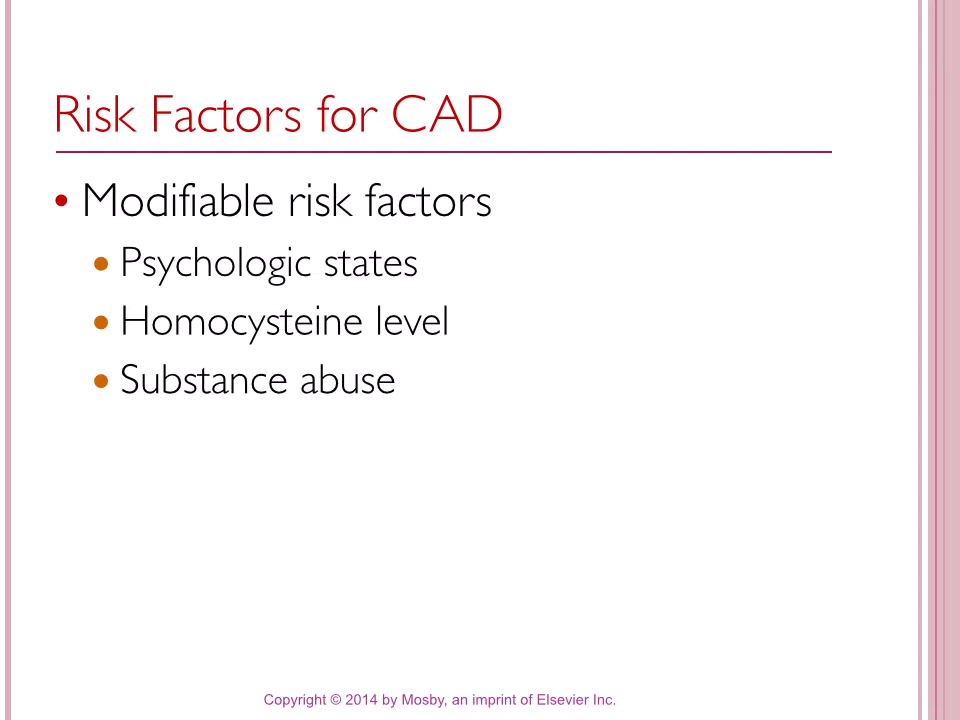 Risk Factors for CAD
• Modifiable risk factors
• Psychologic states
• Homocysteine level
• Substance abuse
Copyright © 2014 by Mosby, an imprint of Elsevier Inc.